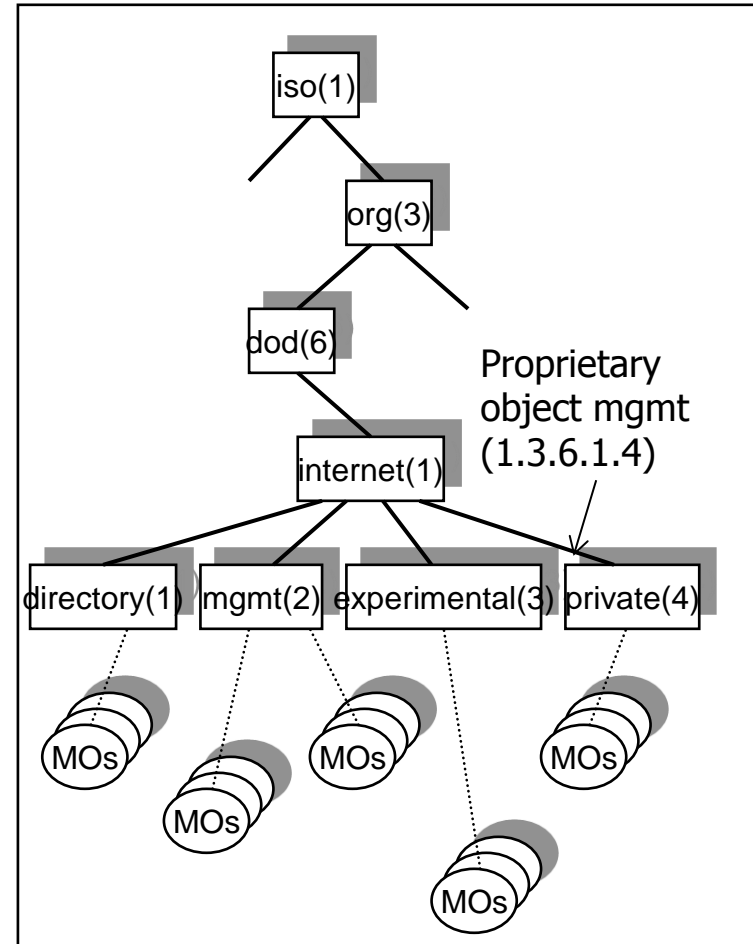 iso(1)
org(3)
dod(6)
Proprietary
object mgmt
(1.3.6.1.4)
internet(1)
directory(1)
mgmt(2)
experimental(3)
private(4)
MOs
MOs
MOs
MOs
MOs